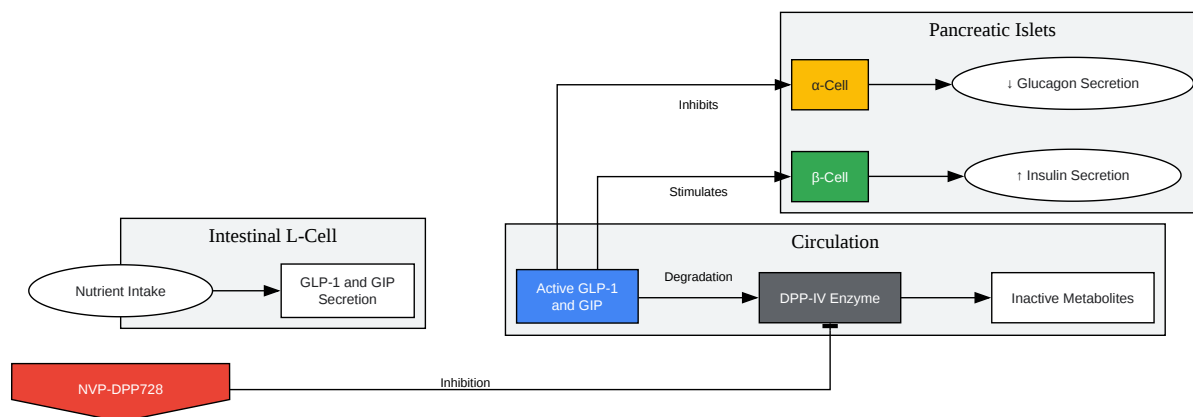 Pancreatic Islets
α-Cell
↓ Glucagon Secretion
Inhibits
β-Cell
↑ Insulin Secretion
Stimulates
Intestinal L-Cell
Circulation
Nutrient Intake
GLP-1 and GIP
Secretion
Active GLP-1
and GIP
Degradation
DPP-IV Enzyme
Inactive Metabolites
NVP-DPP728
Inhibition